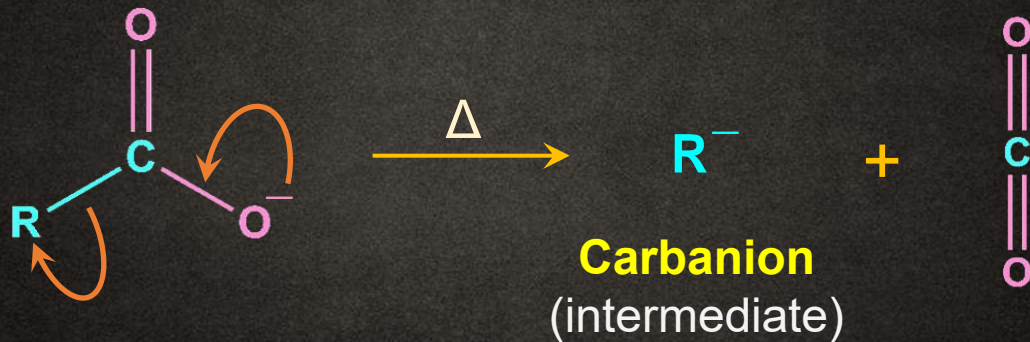 O
O
Δ
C
R
–
+
C
R
O
–
Carbanion
O
(intermediate)